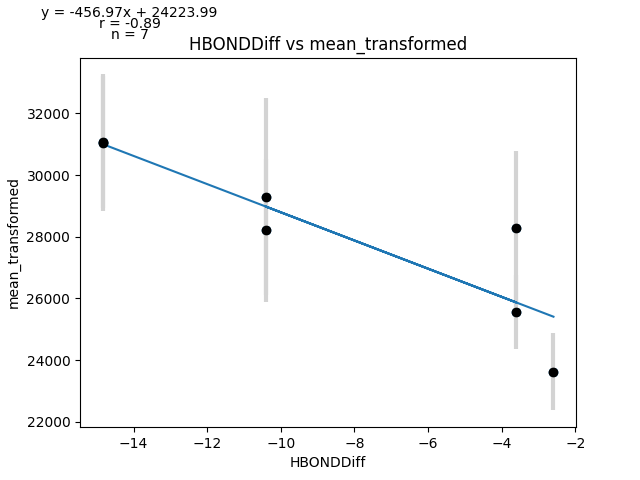 y = -456.97x + 24223.99
r = -0.89
n = 7
HBONDDiff vs mean_transformed
mean_transformed
32000
30000
28000
26000
24000
22000
−14
−12
−10
−8
−6
−4
−2
HBONDDiff